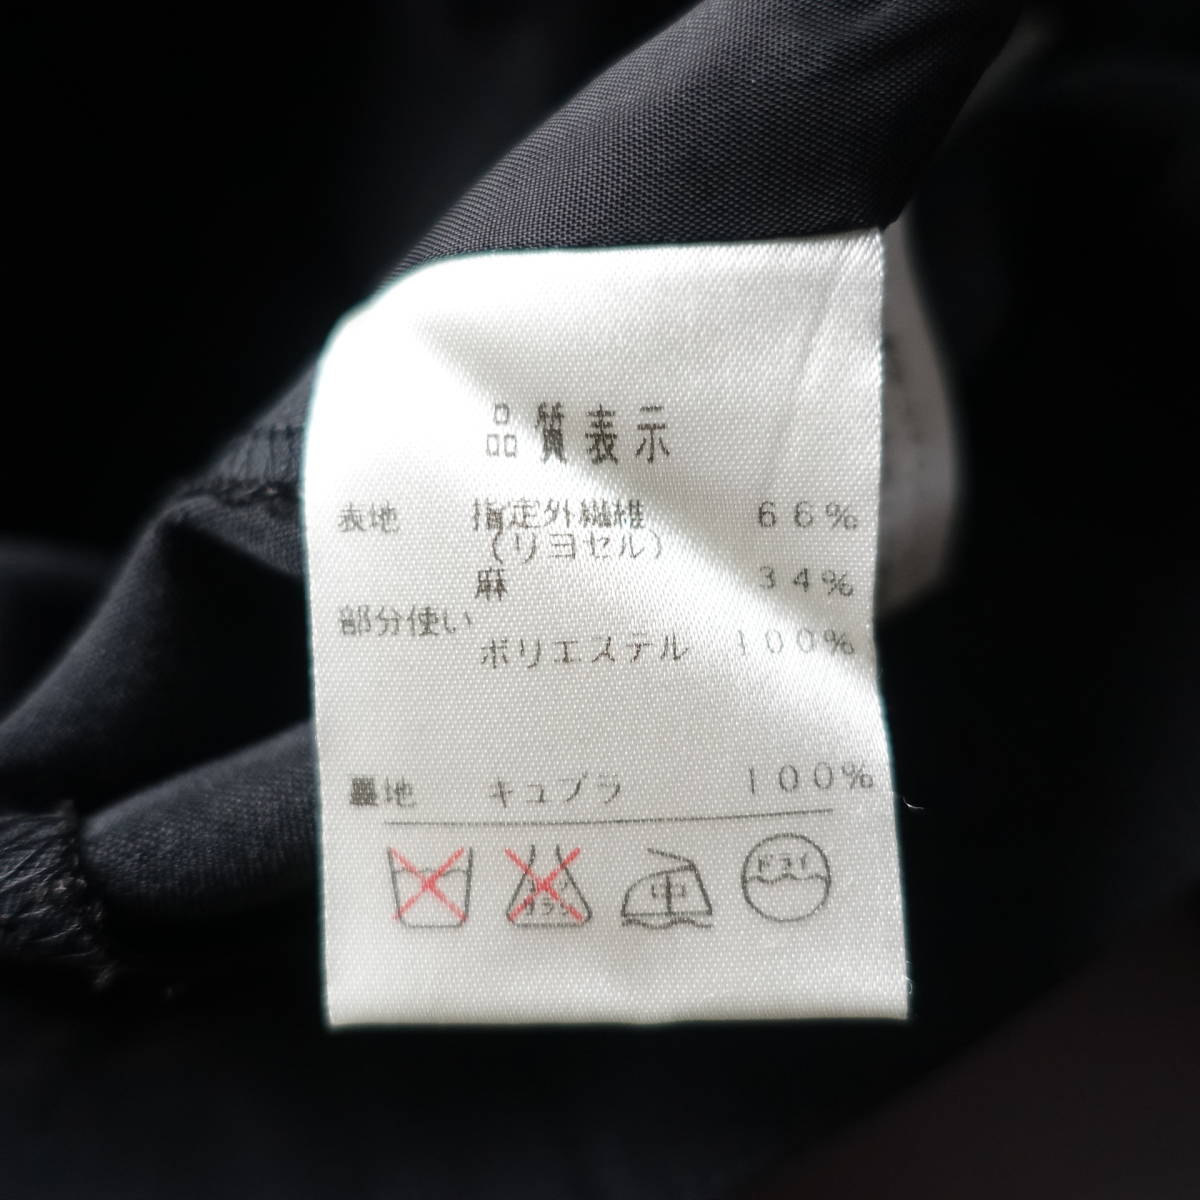 品質表示
表地 指定外繊維 66%
(リヨセル)
麻 34%
部分使い
ポリエステル 100%
裏地 キュプラ 100%
中 ドライ